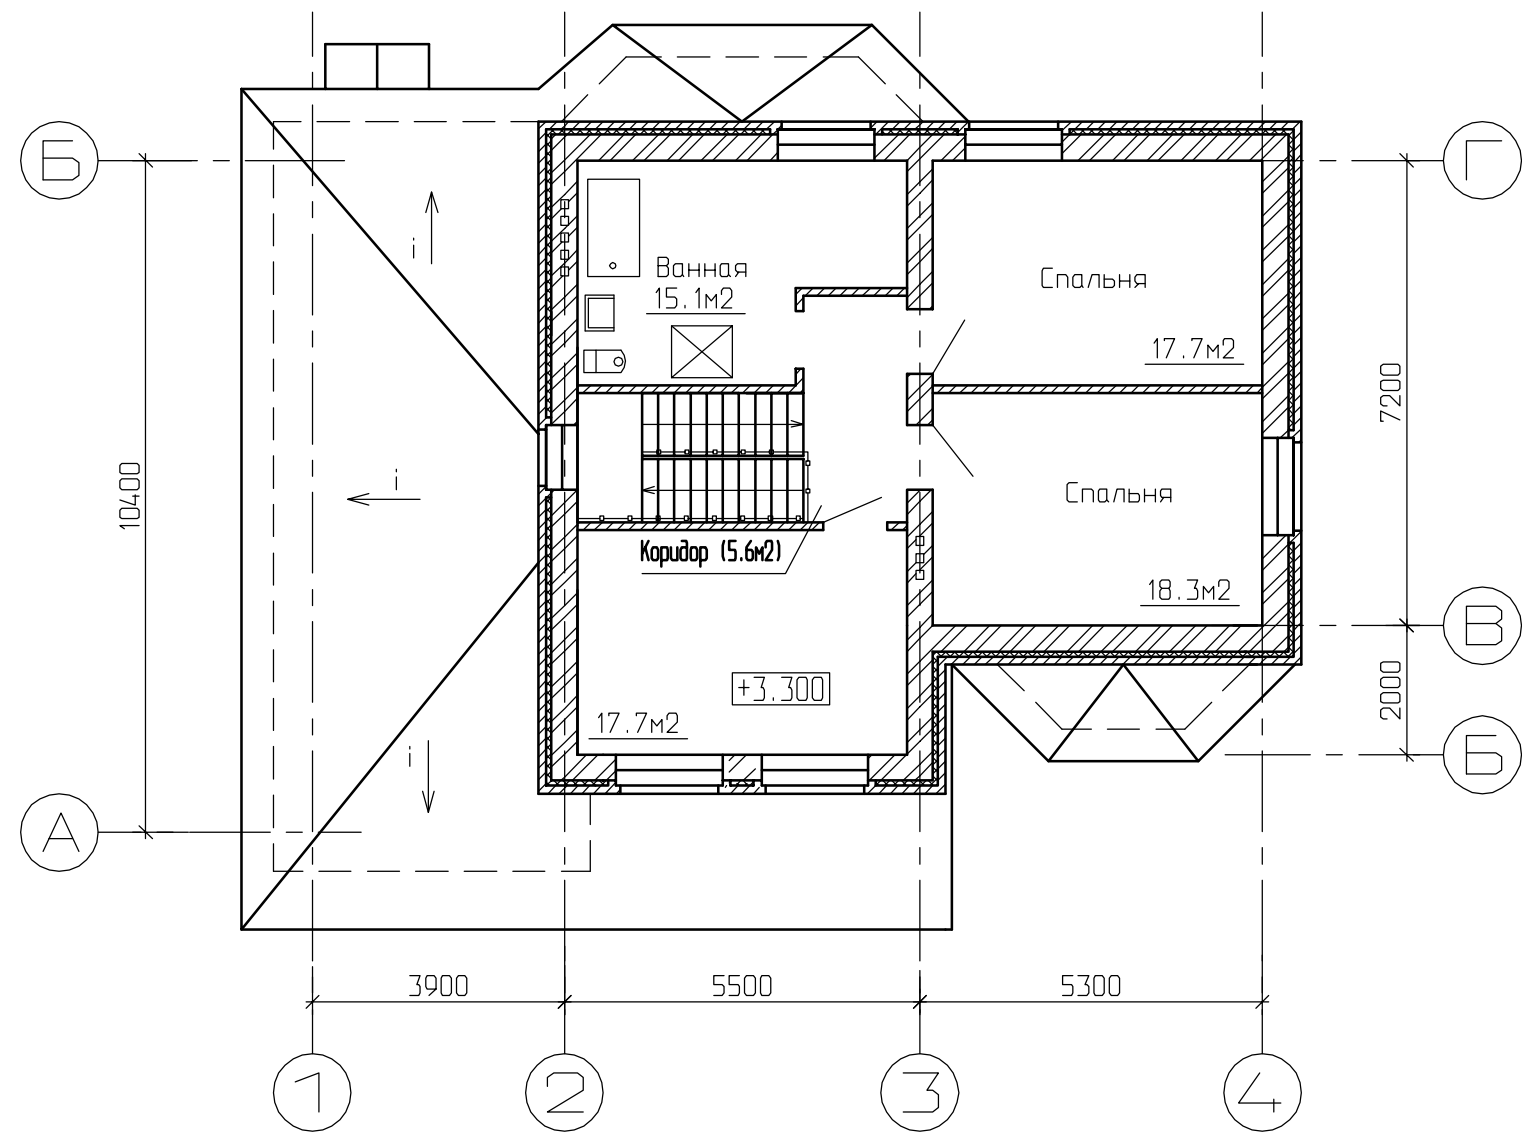 Б
Г
i
Ванная
15.1м2
Спальня
17.7м2
7200
10400
i
Спальня
Коридор (5.6м2)
18.3м2
В
+3.300
2000
17.7м2
i
Б
А
3900
5500
5300
1
2
3
4